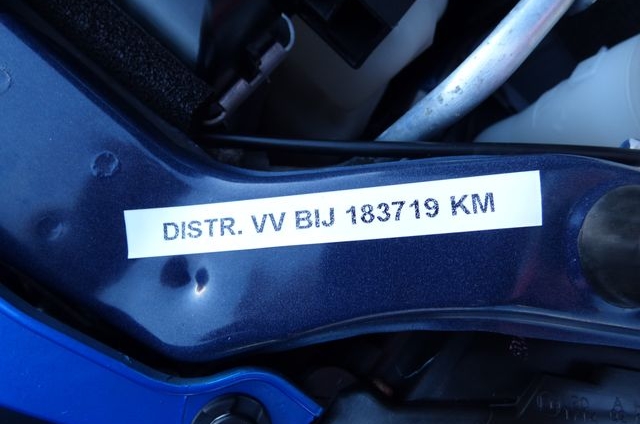 DISTR. VV BIJ 183719 KM